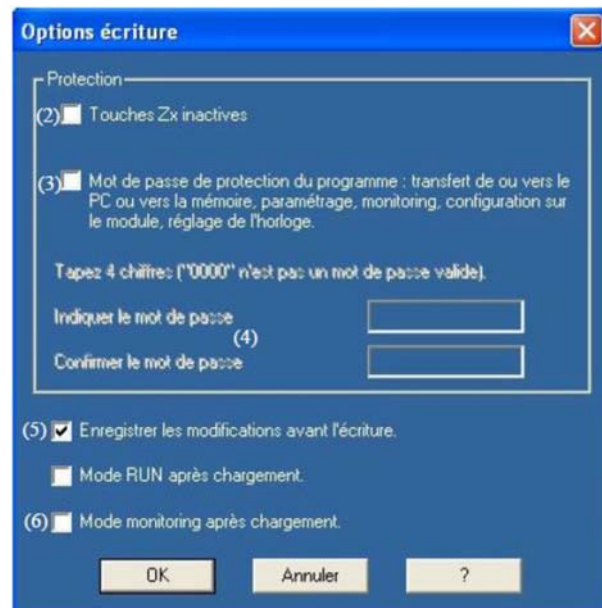 Options écriture
Protection
(2) Touches Zx inactives
(3) Mot de passe de protection du programme : transfert de ou vers le
PC ou vers la mémoire, paramétrage, monitoring, configuration sur
le module, réglage de l'horloge.
Tapez 4 chiffres ("0000" n'est pas un mot de passe valide).
Indiquer le mot de passe
(4)
Confirmer le mot de passe
(5) Enregistrer les modifications avant l'écriture.
Mode RUN après chargement.
(6) Mode monitoring après chargement.
OK Annuler ?